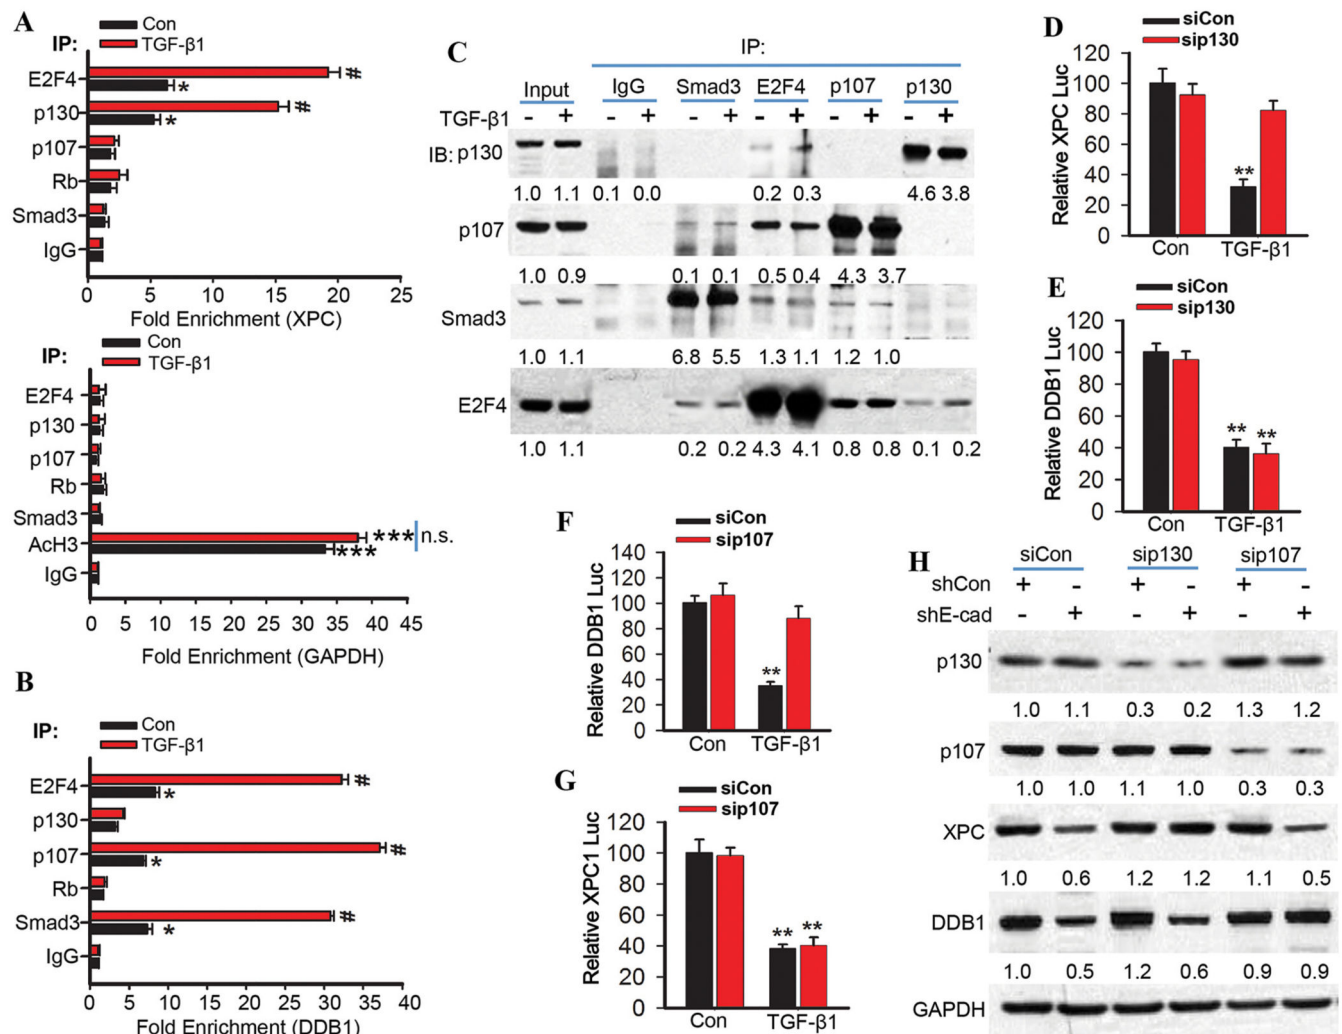 A
Con
TGF-β1
IP:
E2F4
#
*
p130
#
*
p107
Rb
Smad3
IgG
0 5 10 15 20 25
Fold Enrichment (XPC)
IP:
Con
TGF-β1
E2F4
p130
p107
Rb
Smad3
AcH3
*** n.s.
***
IgG
0 5 10 15 20 25 30 35 40 45
Fold Enrichment (GAPDH)
B
IP:
Con
TGF-β1
E2F4
#
*
p130
p107
#
*
Rb
Smad3
#
*
IgG
0 10 15 20 25 30 35 40
Fold Enrichment (DDB1)
C
IP:
Input IgG Smad3 E2F4 p107 p130
TGF-β1 - + - + - + - + - + - +
IB: p130
1.0 1.1 0.1 0.0 0.2 0.3 4.6 3.8
p107
1.0 0.9 0.1 0.1 0.5 0.4 4.3 3.7
Smad3
1.0 1.1 6.8 5.5 1.3 1.1 1.2 1.0
E2F4
1.0 1.1 0.2 0.2 4.3 4.1 0.8 0.8 0.1 0.2
D
siCon
sip130
Relative XPC Luc
120
100
80
60
40
20
0
**
Con TGF-β1
E
siCon
sip130
Relative DDB1 Luc
120
100
80
60
40
20
0
** **
Con TGF-β1
F
siCon
sip107
Relative DDB1 Luc
140
120
100
80
60
40
20
0
**
Con TGF-β1
G
siCon
sip107
Relative XPC1 Luc
120
100
80
60
40
20
0
** **
Con TGF-β1
H
siCon sip130 sip107
shCon + - + - + -
shE-cad - + - + - +
p130
1.0 1.1 0.3 0.2 1.3 1.2
p107
1.0 1.0 1.1 1.0 0.3 0.3
XPC
1.0 0.6 1.2 1.2 1.1 0.5
DDB1
1.0 0.5 1.2 0.6 0.9 0.9
GAPDH